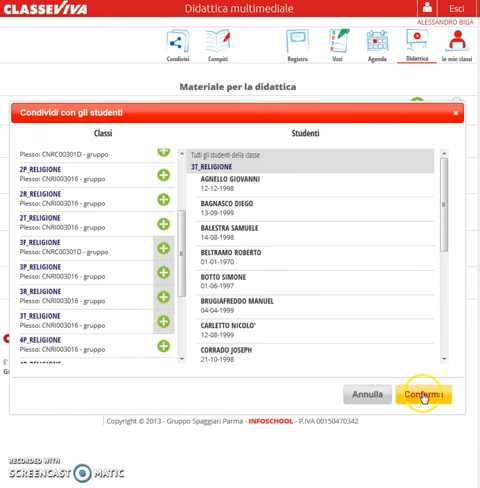 CLASSEVIVA
Didattica multimediale
Esci
ALESSANDRO BIGA
Condivisi
Compiti
Registro
Voti
Agenda
Didattica
le mie classi
Materiale per la didattica
Condividi con gli studenti
×
Classi
Studenti
Plesso: CNRC00301D - gruppo
2P_RELIGIONE
Plesso: CNRI003016 - gruppo
2R_RELIGIONE
Plesso: CNRI003016 - gruppo
2T_RELIGIONE
Plesso: CNRI003016 - gruppo
3F_RELIGIONE
Plesso: CNRC00301D - gruppo
3P_RELIGIONE
Plesso: CNRI003016 - gruppo
3R_RELIGIONE
Plesso: CNRI003016 - gruppo
3T_RELIGIONE
Plesso: CNRI003016 - gruppo
4P_RELIGIONE
Plesso: CNRI003016 - gruppo
Tutti gli studenti della classe
3T_RELIGIONE
AGNELLO GIOVANNI
12-12-1998
BAGNASCO DIEGO
13-09-1999
BALESTRA SAMUELE
14-08-1998
BELTRAMO ROBERTO
01-01-1970
BOTTO SIMONE
01-06-1997
BRUGIAFREDDO MANUEL
04-04-1999
CARLETTO NICOLO'
12-08-1999
CORRADO JOSEPH
21-10-1998
Annulla
Conferma
Copyright © 2013 - Gruppo Spaggiari Parma - INFOSCHOOL - P.IVA 00150470342
RECORDED WITH
SCREENCAST MATIC